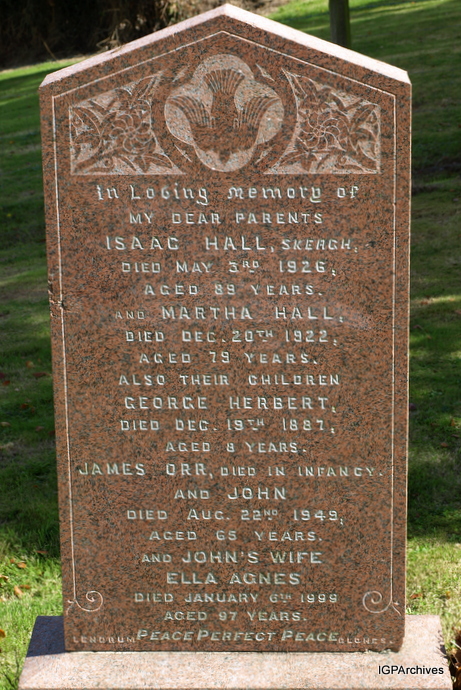 In Loving memory of
MY DEAR PARENTS
ISAAC HALL, SKEAGH,
DIED MAY 3RD 1926,
AGED 89 YEARS.
AND MARTHA HALL,
DIED DEC. 20TH 1922,
AGED 79 YEARS.
ALSO THEIR CHILDREN
GEORGE HERBERT,
DIED DEC. 19TH 1887,
AGED 8 YEARS.
JAMES ORR, DIED IN INFANCY.
AND JOHN
DIED AUG. 22ND 1949,
AGED 65 YEARS.
AND JOHN'S WIFE
ELLA AGNES
DIED JANUARY 6TH 1999
AGED 97 YEARS.
LENDRUM PEACE PERFECT PEACE CLONES.
IGPArchives